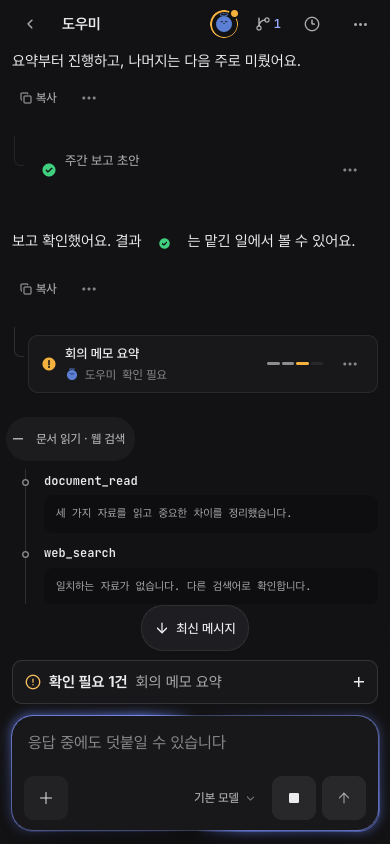 도우미
1
요약부터 진행하고, 나머지는 다음 주로 미뤘어요.
복사
주간 보고 초안
보고 확인했어요. 결과 는 맡긴 일에서 볼 수 있어요.
복사
회의 메모 요약
도우미 확인 필요
문서 읽기 · 웹 검색
document_read
세 가지 자료를 읽고 중요한 차이를 정리했습니다.
web_search
일치하는 자료가 없습니다. 다른 검색어로 확인합니다.
최신 메시지
확인 필요 1건 회의 메모 요약
응답 중에도 덧붙일 수 있습니다
기본 모델